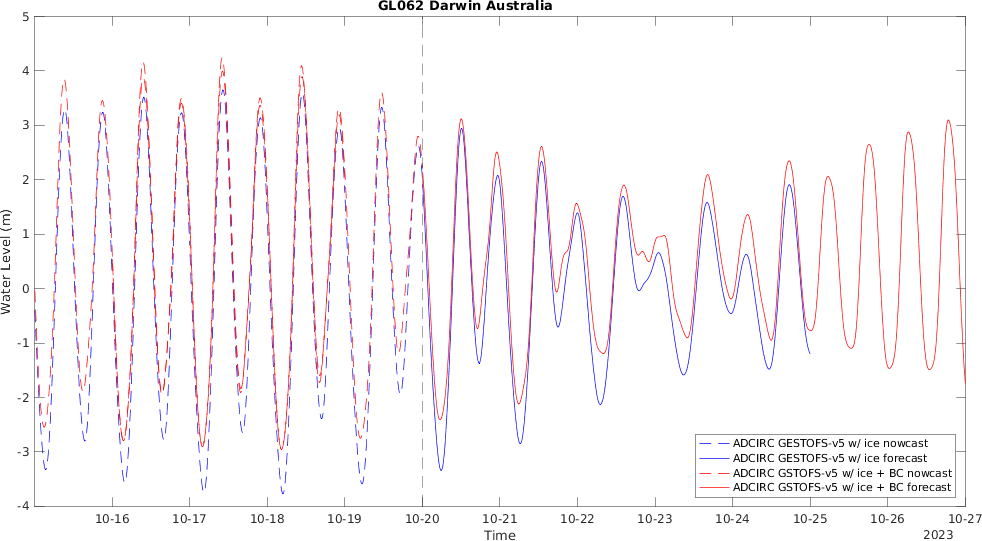 GL062 Darwin Australia
5
4
3
2
1
0
-1
-2
-3
-4
Water Level (m)
ADCIRC GESTOFS-v5 w/ ice nowcast
ADCIRC GESTOFS-v5 w/ ice forecast
ADCIRC GSTOFS-v5 w/ ice + BC nowcast
ADCIRC GSTOFS-v5 w/ ice + BC forecast
10-16 10-17 10-18 10-19 10-20 10-21 10-22 10-23 10-24 10-25 10-26 10-27
Time
2023